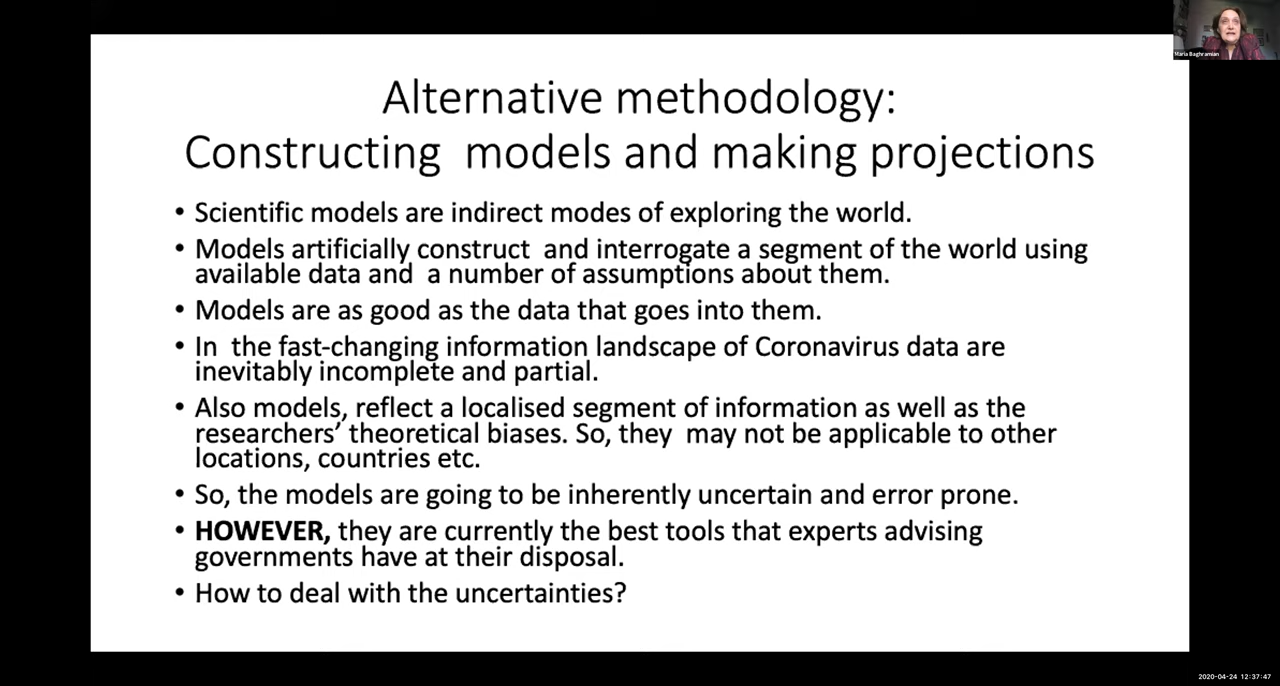 Maria Baghramian
Alternative methodology:
Constructing models and making projections
• Scientific models are indirect modes of exploring the world.
• Models artificially construct and interrogate a segment of the world using
available data and a number of assumptions about them.
• Models are as good as the data that goes into them.
• In the fast-changing information landscape of Coronavirus data are
inevitably incomplete and partial.
• Also models, reflect a localised segment of information as well as the
researchers’ theoretical biases. So, they may not be applicable to other
locations, countries etc.
• So, the models are going to be inherently uncertain and error prone.
• HOWEVER, they are currently the best tools that experts advising
governments have at their disposal.
• How to deal with the uncertainties?
2020-04-24 12:37:47